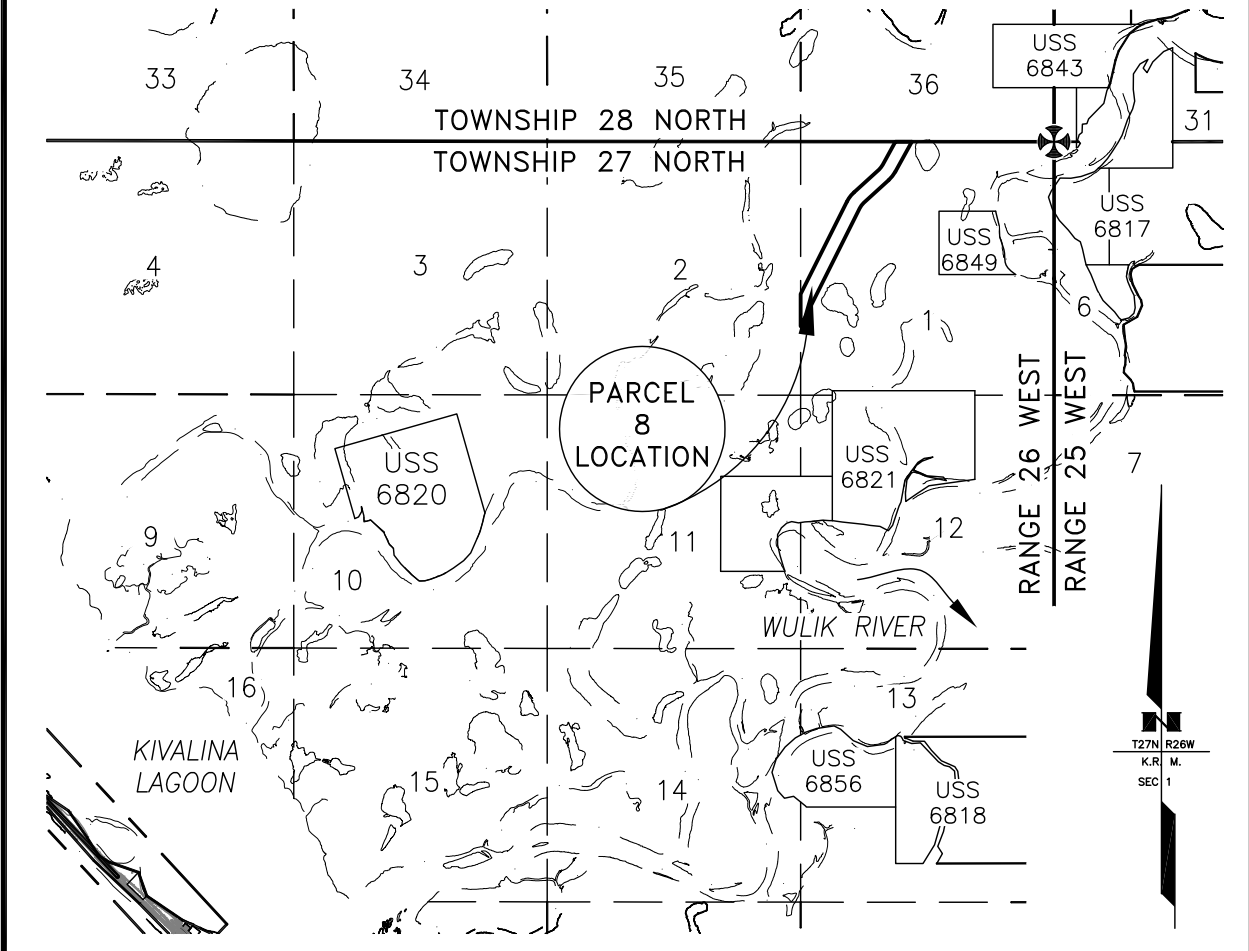 33
34
35
36
USS
6843
31
TOWNSHIP 28 NORTH
TOWNSHIP 27 NORTH
USS
6817
USS
6849
4
3
2
1
6
PARCEL
8
LOCATION
USS
6820
USS
6821
RANGE 26 WEST
RANGE 25 WEST
7
9
10
11
12
WULIK RIVER
16
13
KIVALINA
LAGOON
15
14
USS
6856
USS
6818
N
T27N R26W
K.R. M.
SEC 1